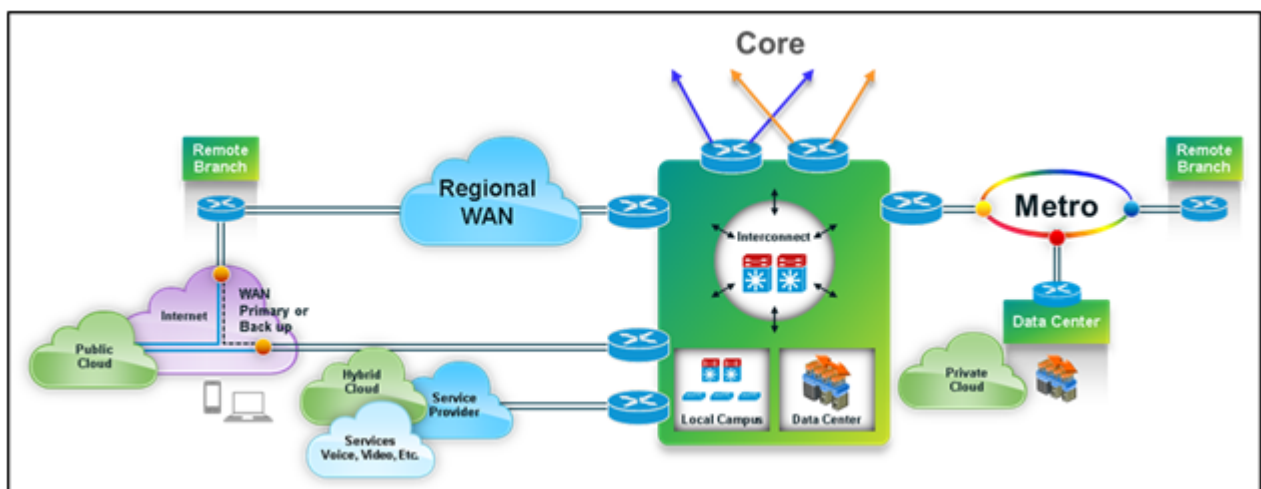 Core
Remote
Branch
Regional
WAN
Remote
Branch
Metro
Interconnect
WAN
Primary or
Back up
Internet
Public
Cloud
Data Center
Hybrid
Cloud
Service
Provider
Private
Cloud
Local Campus
Data Center
Services
Voice, Video, Etc.